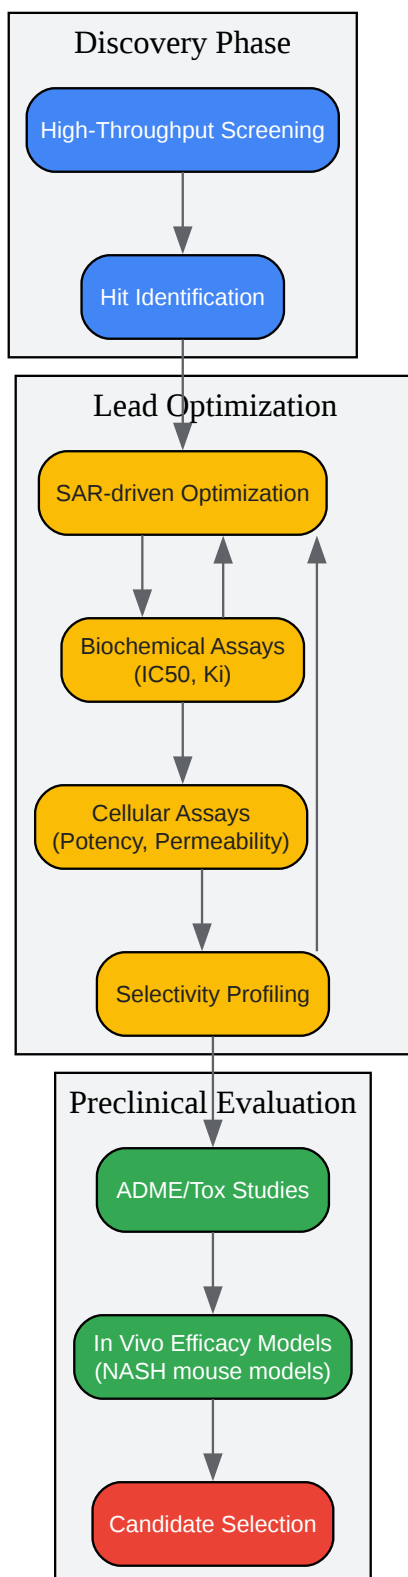 Discovery Phase
High-Throughput Screening
Hit Identification
Lead Optimization
SAR-driven Optimization
Biochemical Assays
(IC50, Ki)
Cellular Assays
(Potency, Permeability)
Selectivity Profiling
Preclinical Evaluation
ADME/Tox Studies
In Vivo Efficacy Models
(NASH mouse models)
Candidate Selection